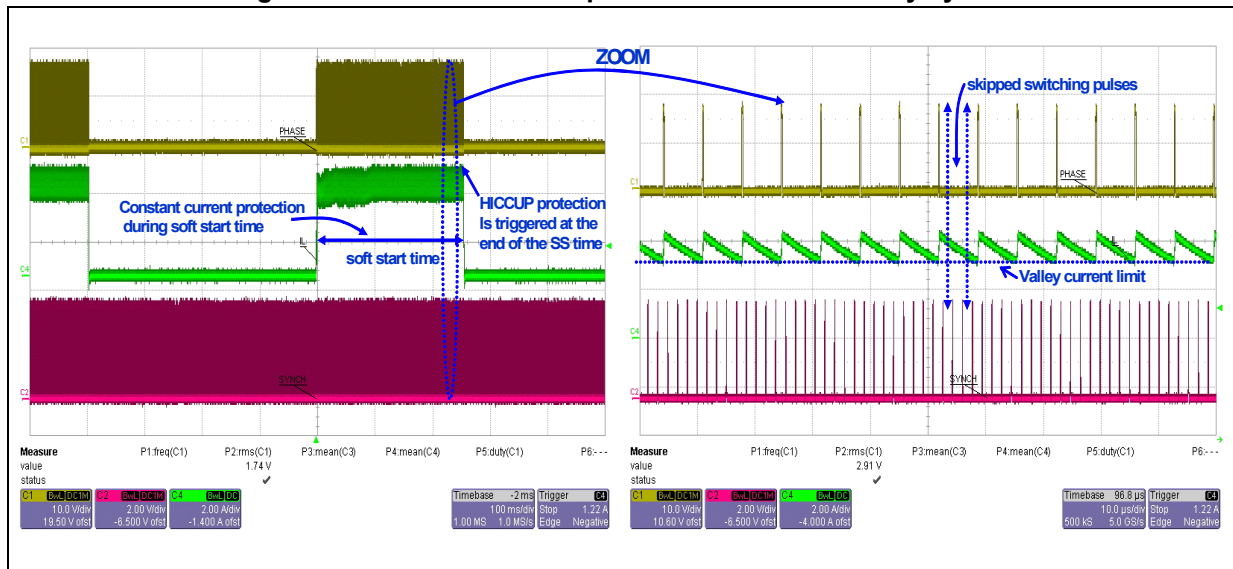 ZOOM
skipped switching pulses
PHASE
C1
Constant current protection
during soft start time
HICCUP protection
Is triggered at the
end of the SS time
soft start time
L
C4
SYNCH
C2
Measure P1:freq(C1) P2:rms(C1) P3:mean(C3) P4:mean(C4) P5:duty(C1) P6:- - -
value 1.74 V
status ✓
C1 BwL DC1M C2 BwL DC1M C4 BwL DC
10.0 V/div 2.00 V/div 2.00 A/div
19.50 V ofst -6.500 V ofst -1.400 A ofst
Timebase -2 ms Trigger C4
100 ms/div Stop 1.22 A
1.00 MS 1.0 MS/s Edge Negative
C1
PHASE
L
Valley current limit
C4
SYNCH
C2
Measure P1:freq(C1) P2:rms(C1) P3:mean(C3) P4:mean(C4) P5:duty(C1) P6:- - -
value 2.91 V
status ✓
C1 BwL DC1M C2 BwL DC1M C4 BwL DC
10.0 V/div 2.00 V/div 2.00 A/div
10.60 V ofst -6.500 V ofst -4.000 A ofst
Timebase 96.8 µs Trigger C4
10.0 µs/div Stop 1.22 A
500 kS 5.0 GS/s Edge Negative